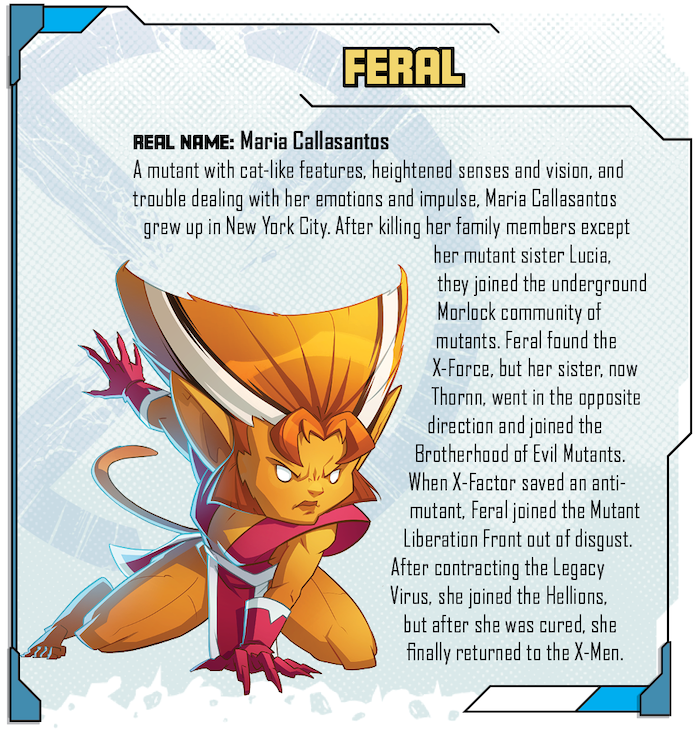 FERAL
REAL NAME: Maria Callasantos
A mutant with cat-like features, heightened senses and vision, and
trouble dealing with her emotions and impulse, Maria Callasantos
grew up in New York City. After killing her family members except
her mutant sister Lucia,
they joined the underground
Morlock community of
mutants. Feral found the
X-Force, but her sister, now
Thornn, went in the opposite
direction and joined the
Brotherhood of Evil Mutants.
When X-Factor saved an anti-
mutant, Feral joined the Mutant
Liberation Front out of disgust.
After contracting the Legacy
Virus, she joined the Hellions,
but after she was cured, she
finally returned to the X-Men.